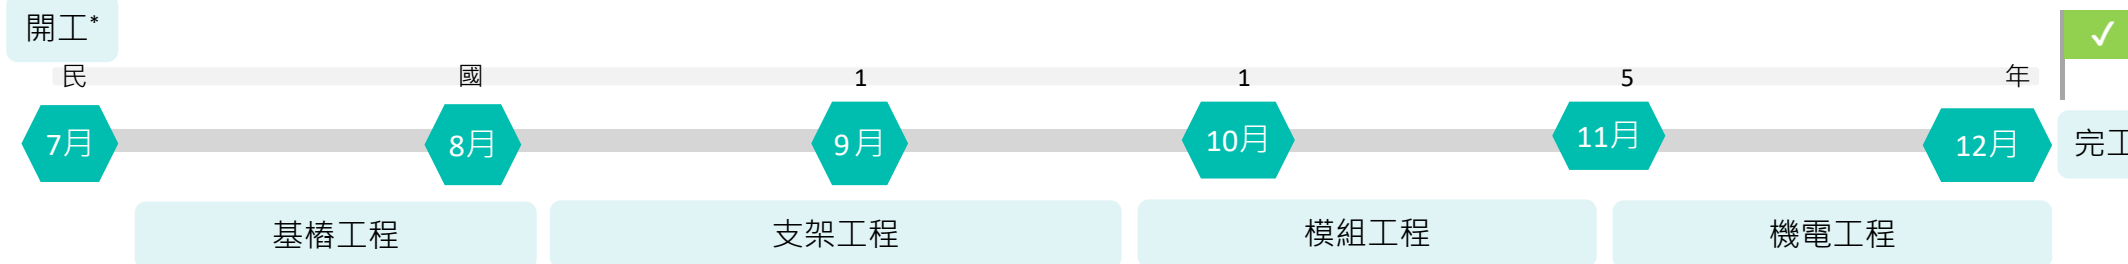 開工*
民 國 1 1 5 年
7月 8月 9月 10月 11月 12月 完工
基樁工程 支架工程 模組工程 機電工程